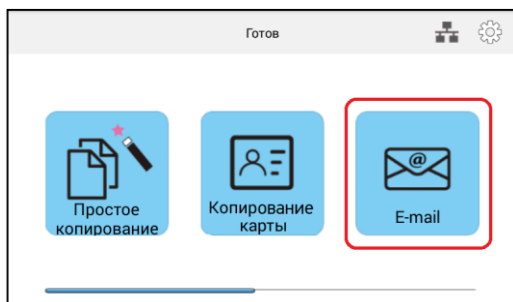 Готов
Простое
копирование
Копирование
карты
@
E-mail